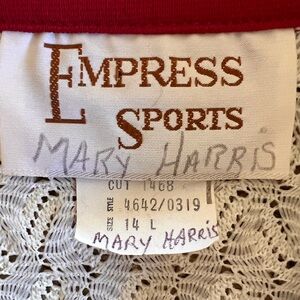 EMPRESS
SPORTS
MARY HARRIS
CUT 1468
STYLE 4642/0319
SIZE 14 L
MARY HARRIS